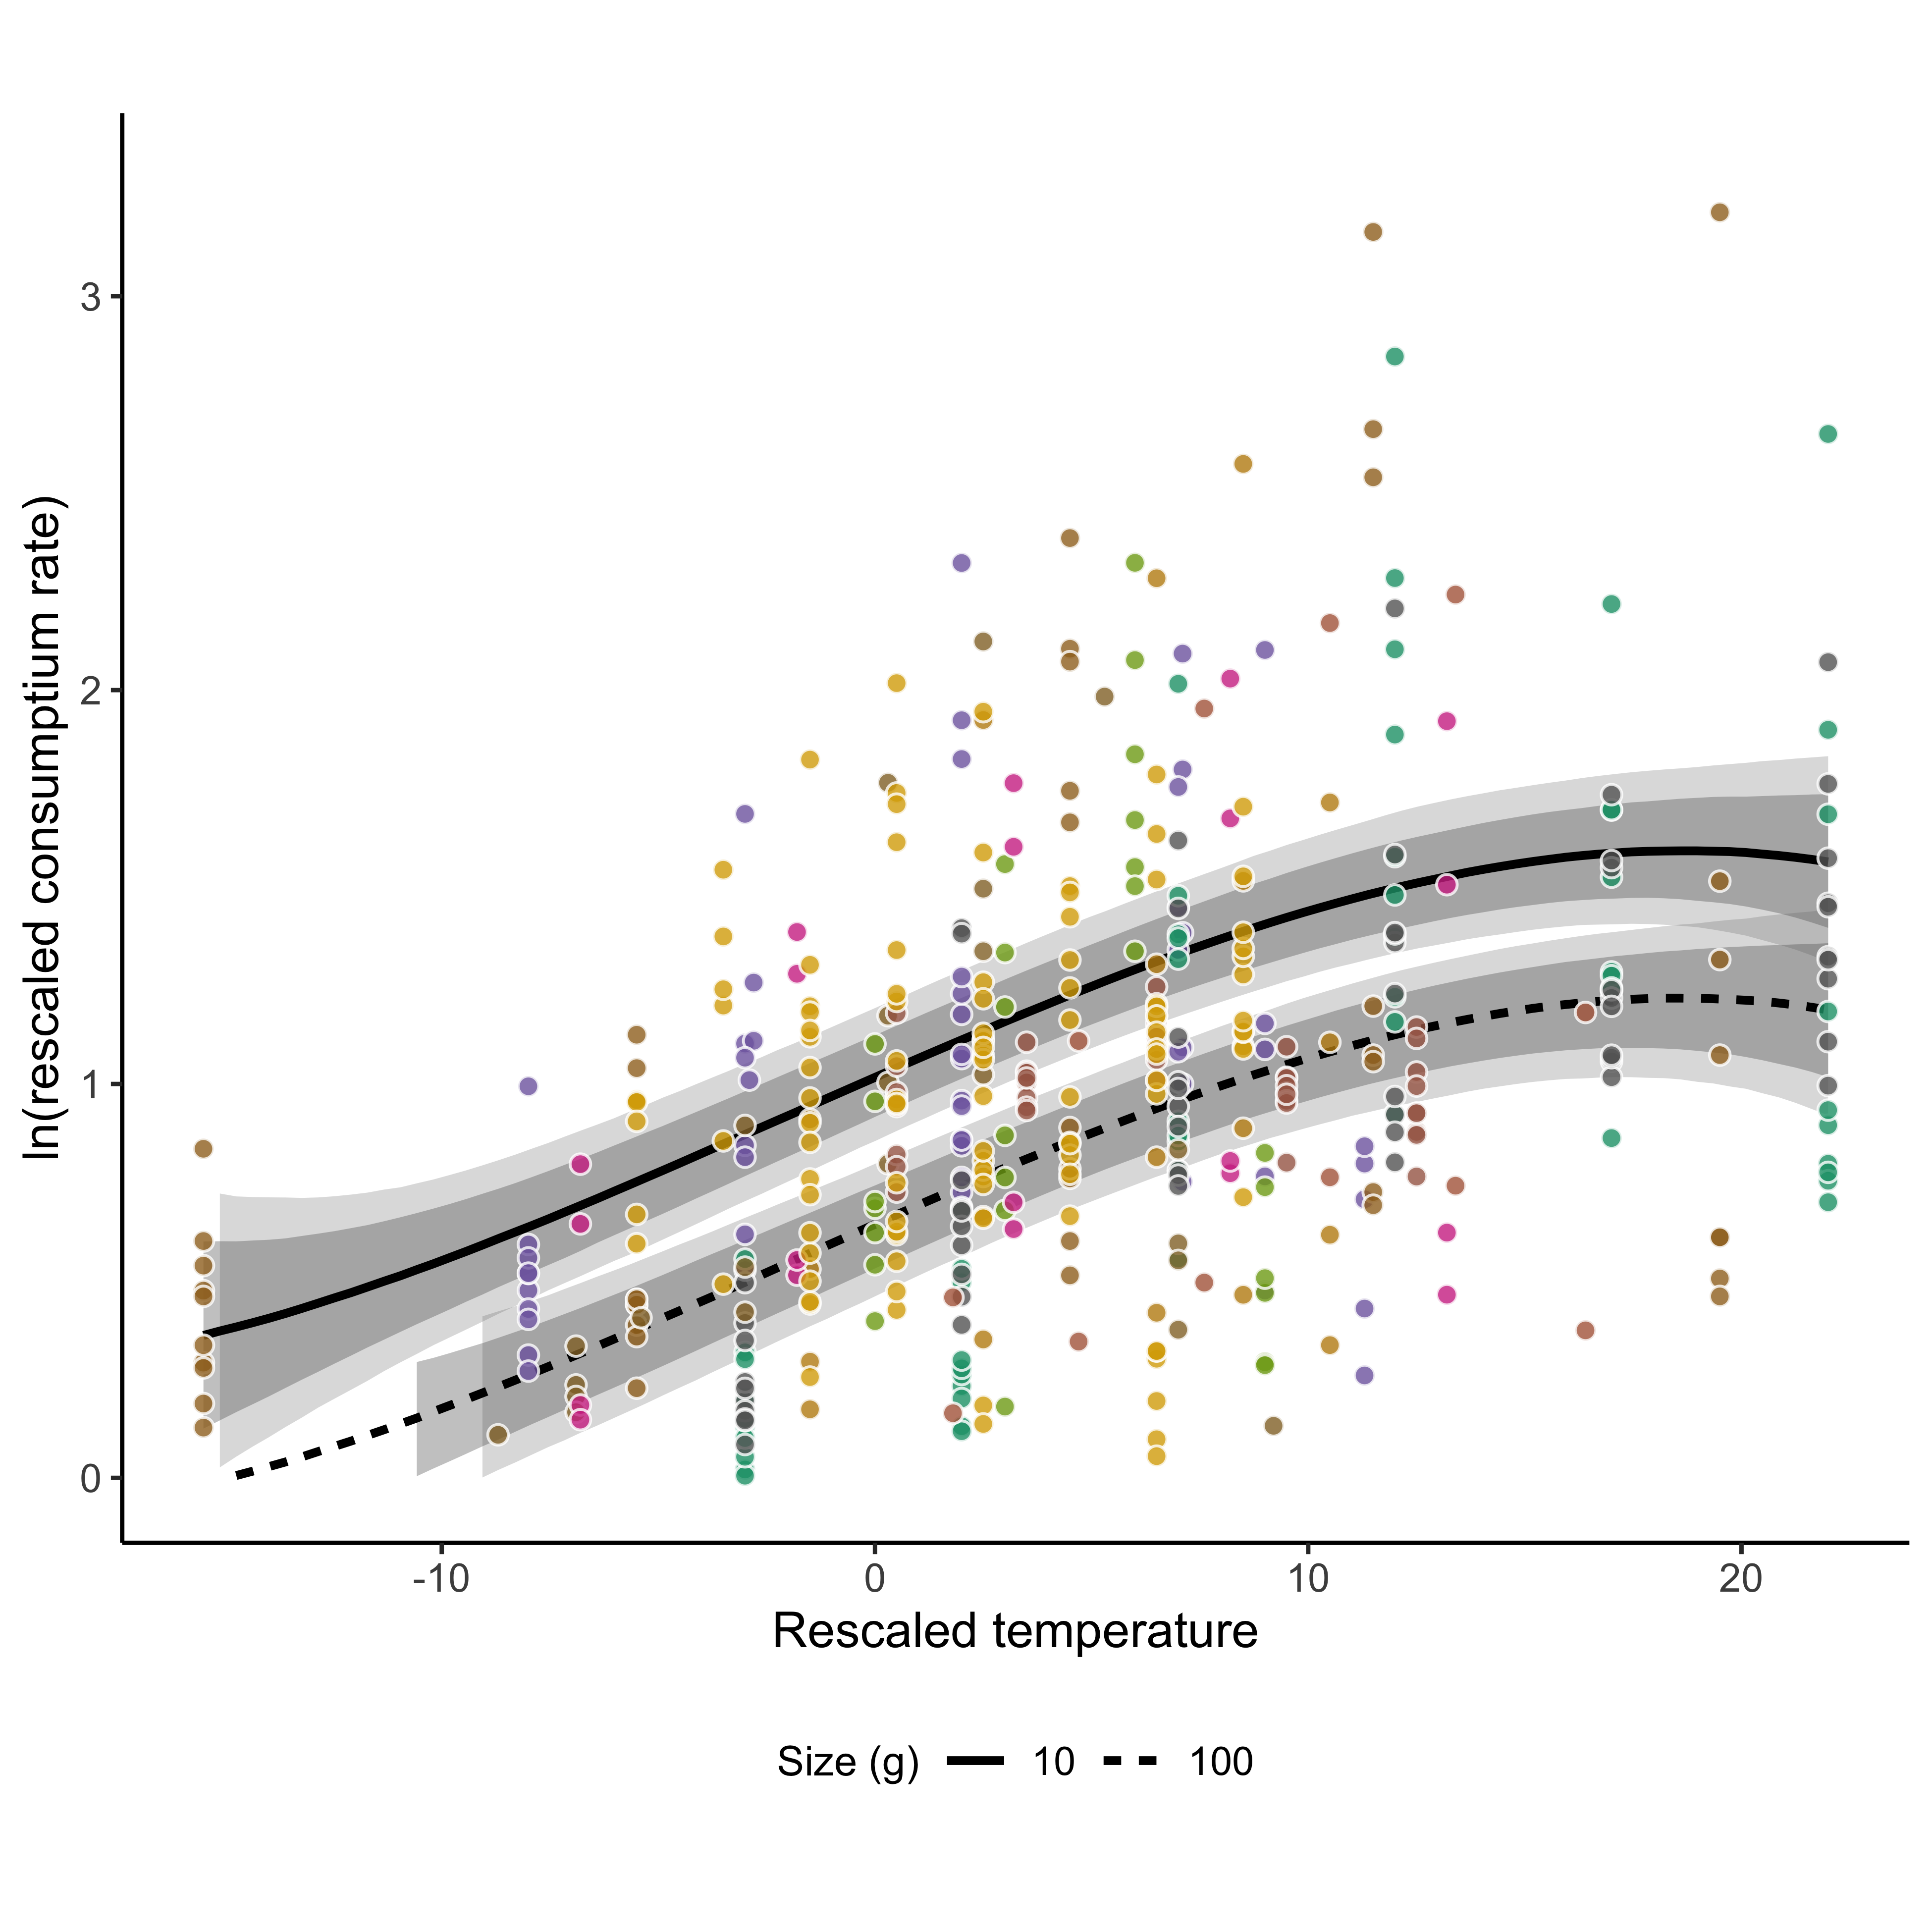 ln(rescaled consumptium rate)
3
2
1
0
-10 0 10 20
Rescaled temperature
Size (g) 10 100